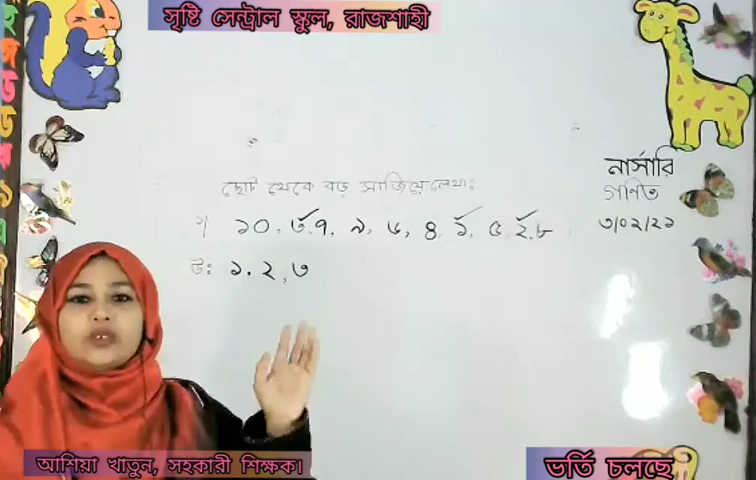 সৃষ্টি সেন্ট্রাল স্কুল, রাজশাহী
নার্সারি
গণিত
৩/০২/২১
ছোট থেকে বড় সাজিয়ে লেখ:
১০, ৩, ৭, ৯, ৬, ৪, ১, ৫, ২, ৮
উঃ ১, ২, ৩
আশিয়া খাতুন, সহকারী শিক্ষক।
ভর্তি চলছে